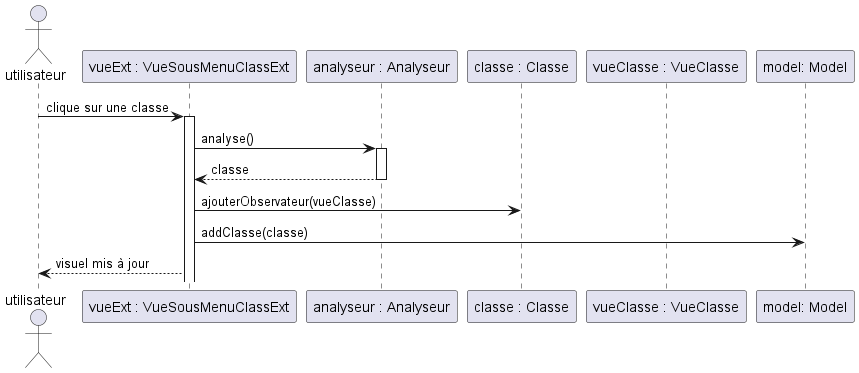 utilisateur
vueExt : VueSousMenuClassExt
analyseur : Analyseur
classe : Classe
vueClasse : VueClasse
model: Model
clique sur une classe
analyse()
classe
ajouterObservateur(vueClasse)
addClasse(classe)
visuel mis à jour
utilisateur
vueExt : VueSousMenuClassExt
analyseur : Analyseur
classe : Classe
vueClasse : VueClasse
model: Model